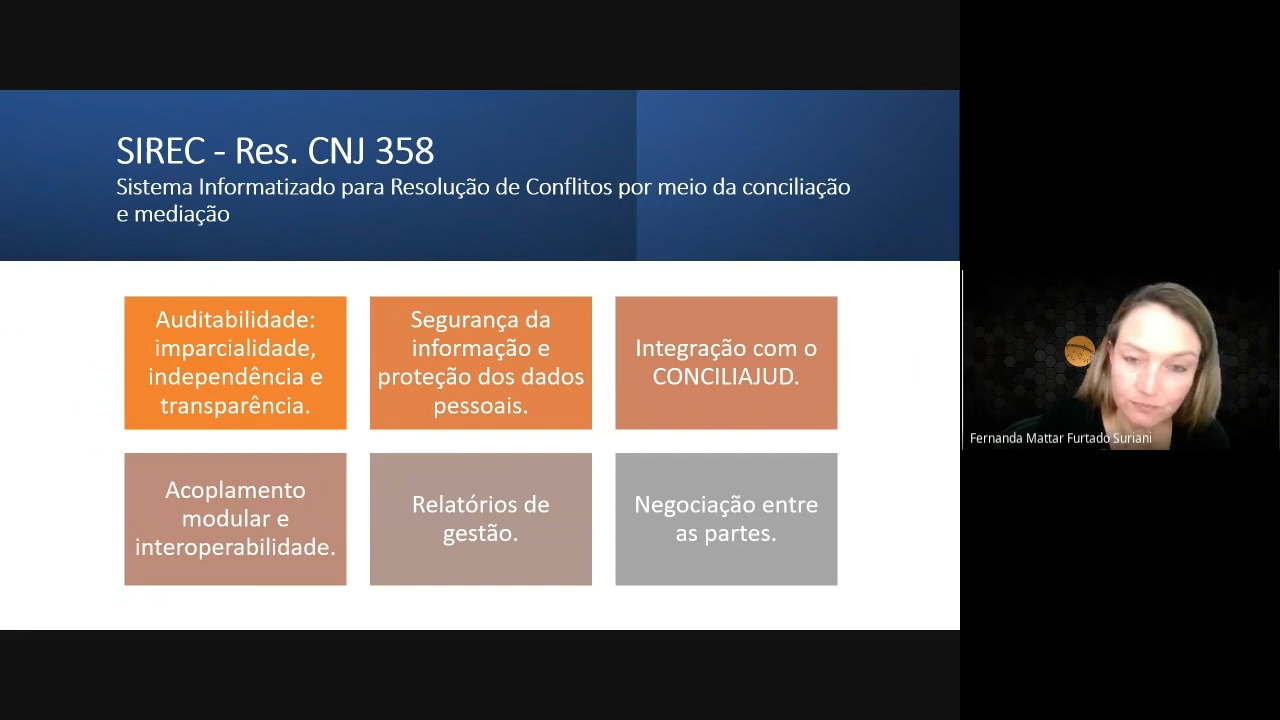 SIREC - Res. CNJ 358
Sistema Informatizado para Resolução de Conflitos por meio da conciliação
e mediação
Auditabilidade:
imparcialidade,
independência e
transparência.
Segurança da
informação e
proteção dos dados
pessoais.
Integração com o
CONCILIAJUD.
Acoplamento
modular e
interoperabilidade.
Relatórios de
gestão.
Negociação entre
as partes.
Fernanda Mattar Furtado Suriani